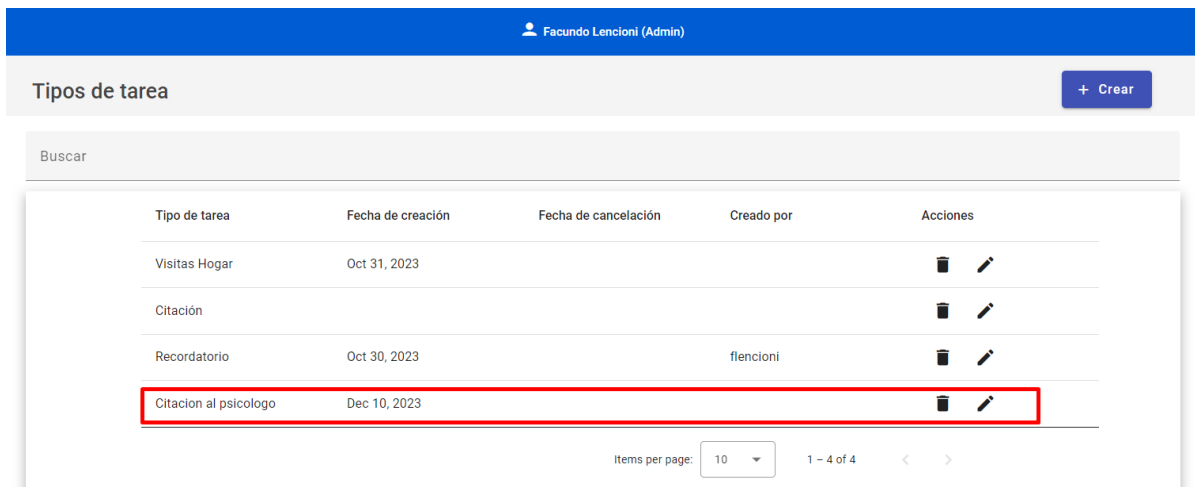 Facundo Lencioni (Admin)
Tipos de tarea
+ Crear
Buscar
Tipo de tarea Fecha de creación Fecha de cancelación Creado por Acciones
Visitas Hogar Oct 31, 2023
Citación
Recordatorio Oct 30, 2023 flencioni
Citacion al psicologo Dec 10, 2023
Items per page: 10 1 – 4 of 4